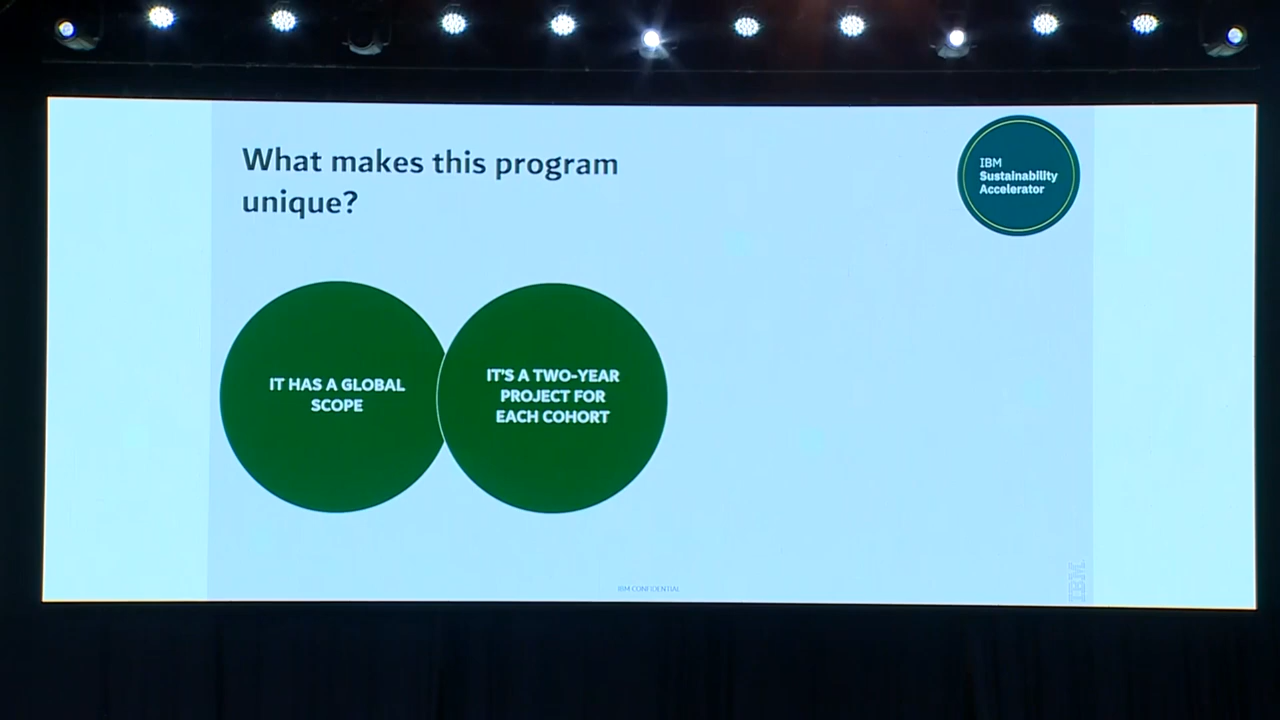 What makes this program
unique?
IBM
Sustainability
Accelerator
IT HAS A GLOBAL
SCOPE
IT'S A TWO-YEAR
PROJECT FOR
EACH COHORT
IBM CONFIDENTIAL
IBM